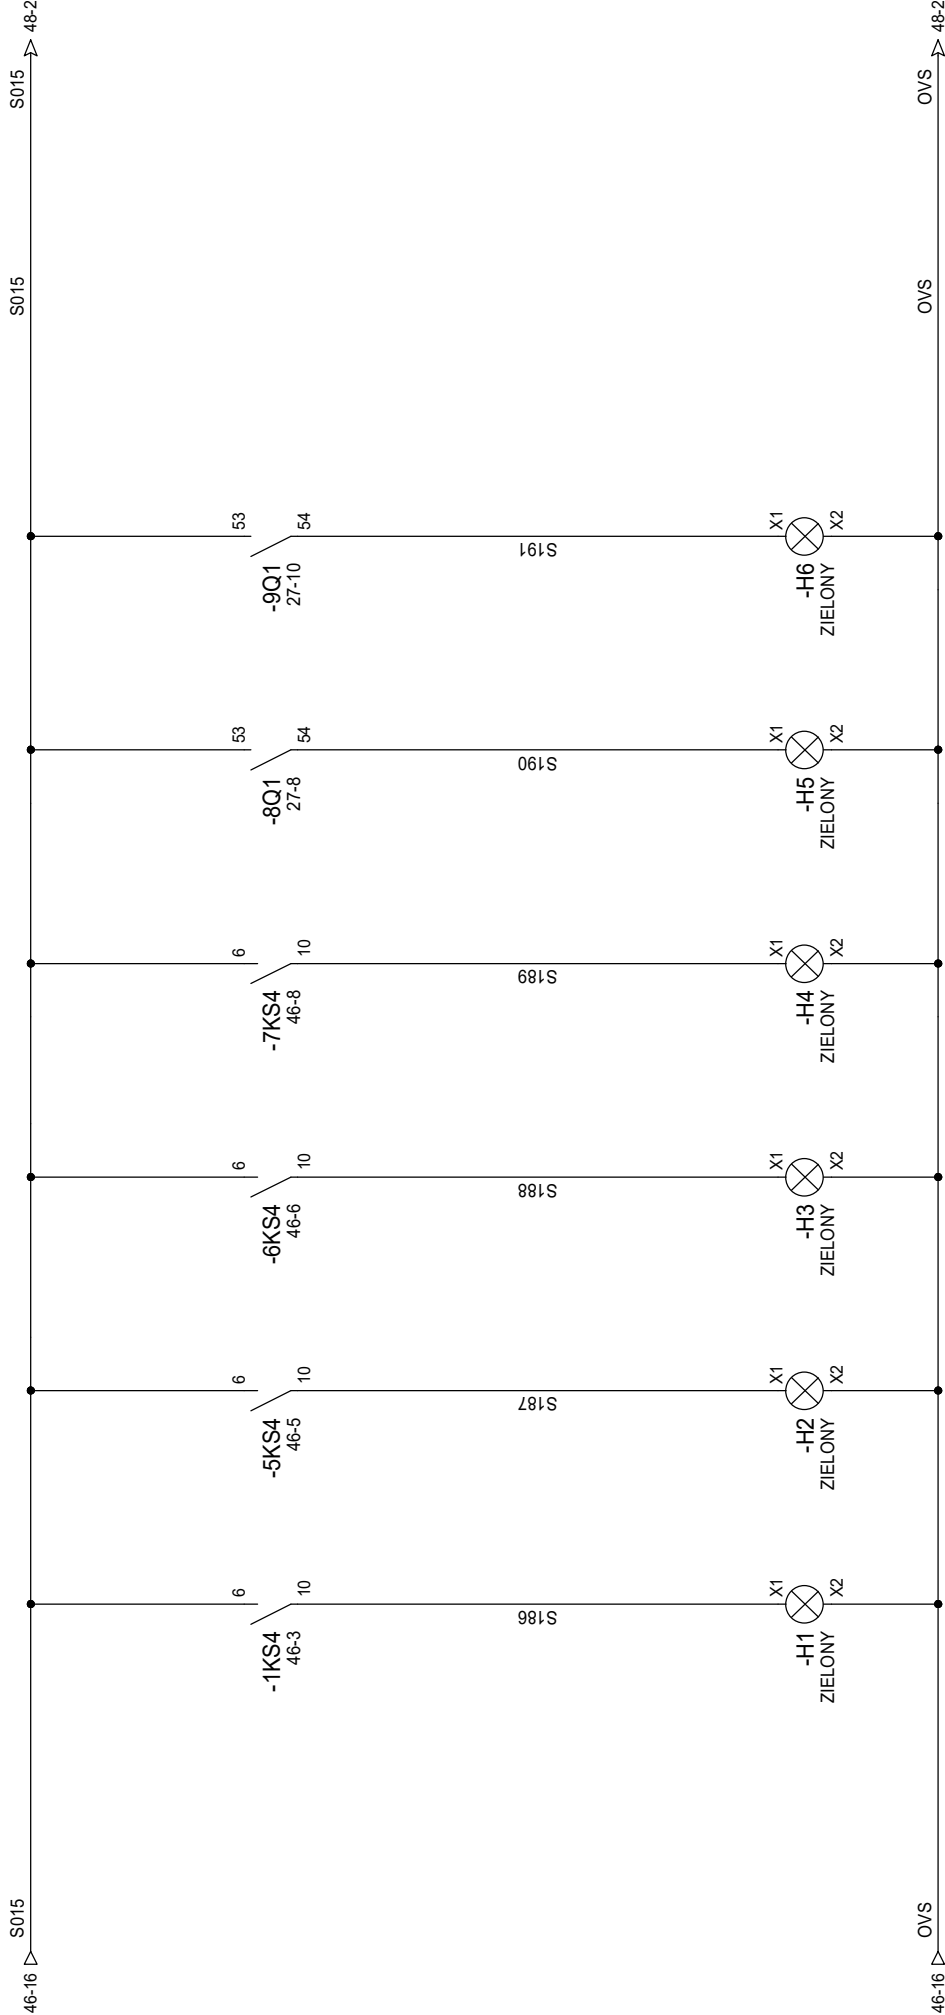 46-16
S015
S015
S015
48-2
6
10
-1KS4
46-3
6
10
-5KS4
46-5
6
10
-6KS4
46-6
6
10
-7KS4
46-8
53
54
-8Q1
27-8
53
54
-9Q1
27-10
S186
S187
S188
S189
S190
S191
X1
X2
-H1
ZIELONY
X1
X2
-H2
ZIELONY
X1
X2
-H3
ZIELONY
X1
X2
-H4
ZIELONY
X1
X2
-H5
ZIELONY
X1
X2
-H6
ZIELONY
46-16
OVS
OVS
OVS
48-2